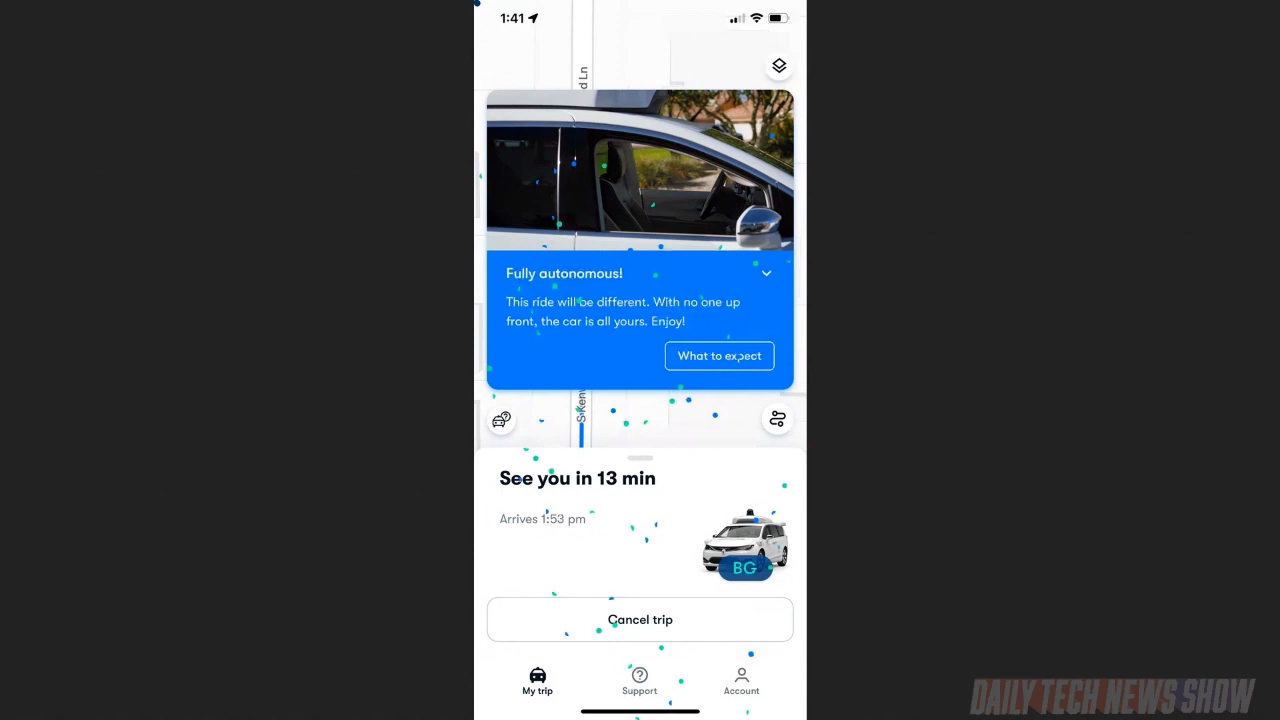 1:41
d Ln
Fully autonomous!
This ride will be different. With no one up
front, the car is all yours. Enjoy!
What to expect
S Kenw
See you in 13 min
Arrives 1:53 pm
BG
Cancel trip
My trip
Support
Account
DAILY TECH NEWS SHOW